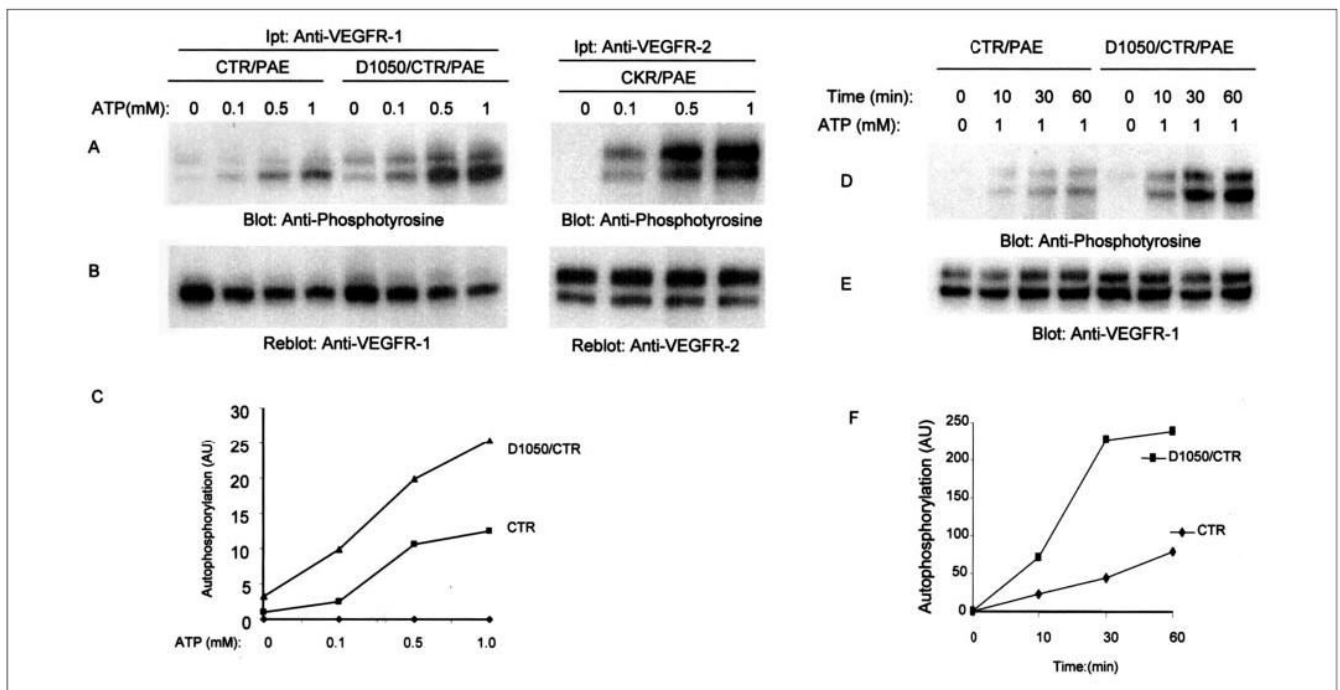 Ipt: Anti-VEGFR-1
CTR/PAE D1050/CTR/PAE
ATP(mM): 0 0.1 0.5 1 0 0.1 0.5 1
A
Blot: Anti-Phosphotyrosine
B
Reblot: Anti-VEGFR-1
Ipt: Anti-VEGFR-2
CKR/PAE
0 0.1 0.5 1
Blot: Anti-Phosphotyrosine
Reblot: Anti-VEGFR-2
C
Autophosphorylation (AU)
30
25
20
15
10
5
0
D1050/CTR
CTR
ATP (mM): 0 0.1 0.5 1.0
CTR/PAE D1050/CTR/PAE
Time (min): 0 10 30 60 0 10 30 60
ATP (mM): 0 1 1 1 0 1 1 1
D
Blot: Anti-Phosphotyrosine
E
Blot: Anti-VEGFR-1
F
Autophosphorylation (AU)
250
200
150
100
50
0
D1050/CTR
CTR
0 10 30 60
Time:(min)